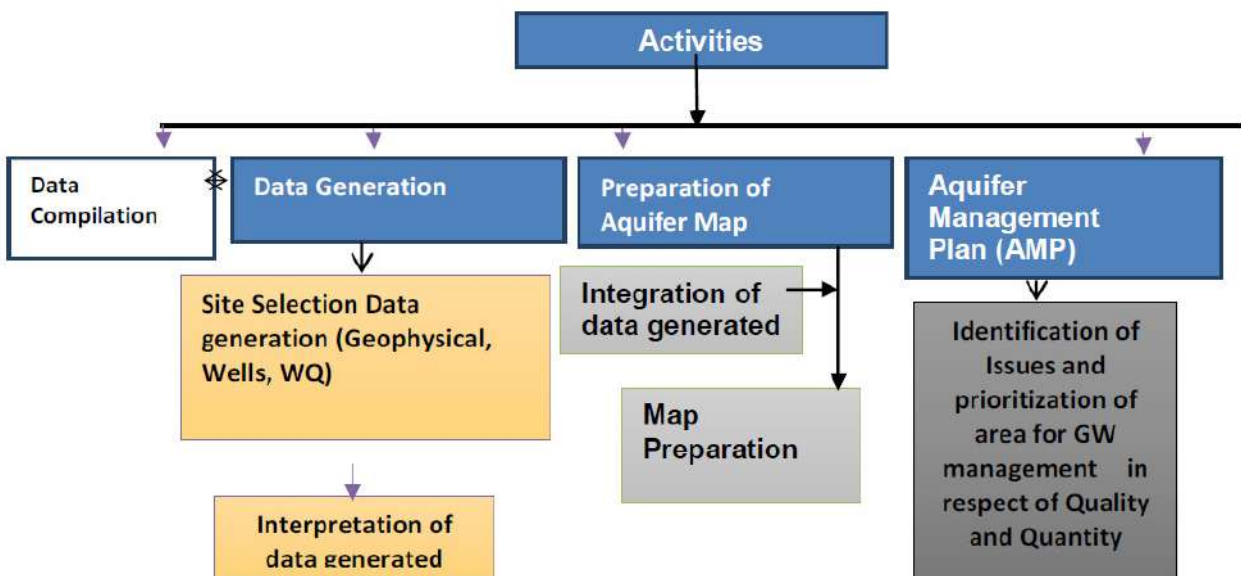 Activities
Data
Compilation
Data Generation
Preparation of
Aquifer Map
Aquifer
Management
Plan (AMP)
Site Selection Data
generation (Geophysical,
Wells, WQ)
Interpretation of
data generated
Integration of
data generated
Map
Preparation
Identification of
Issues and
prioritization of
area for GW
management in
respect of Quality
and Quantity